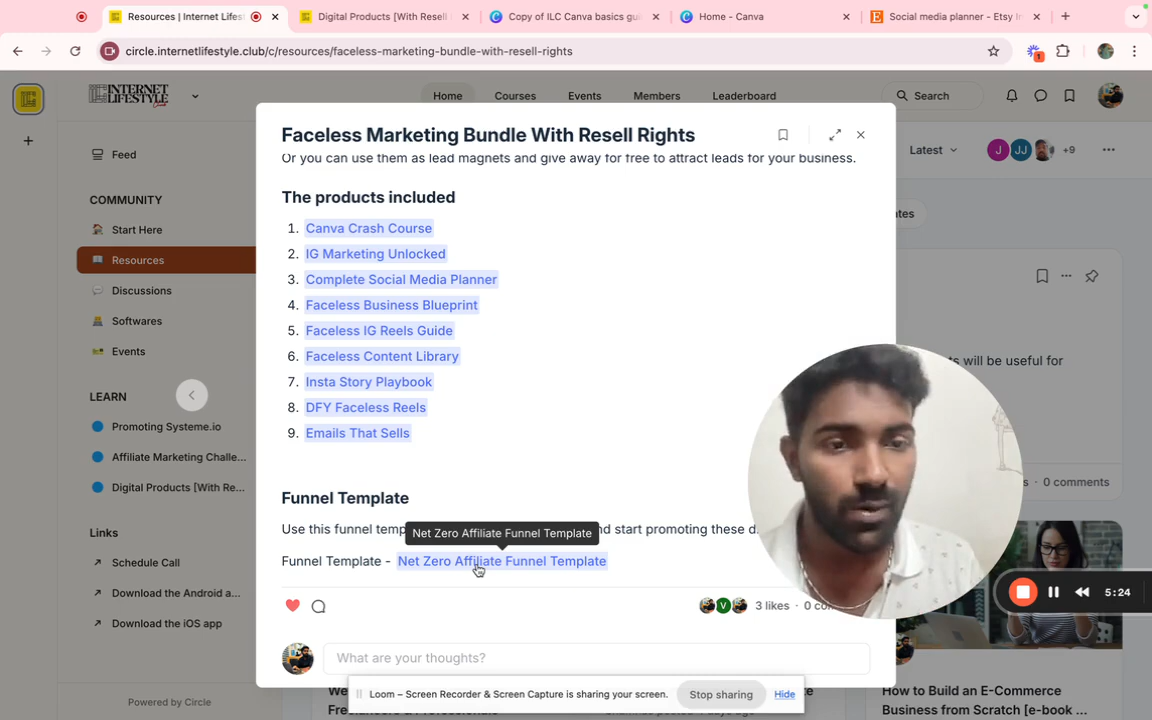 Resources | Internet Lifest
Digital Products [With Resell
Copy of ILC Canva basics gui
Home - Canva
Social media planner - Etsy In
circle.internetlifestyle.club/c/resources/faceless-marketing-bundle-with-resell-rights
1
INTERNET
LIFESTYLE
Home
Courses
Events
Members
Leaderboard
Search
Faceless Marketing Bundle With Resell Rights
Or you can use them as lead magnets and give away for free to attract leads for your business.
The products included
1. Canva Crash Course
2. IG Marketing Unlocked
3. Complete Social Media Planner
4. Faceless Business Blueprint
5. Faceless IG Reels Guide
6. Faceless Content Library
7. Insta Story Playbook
8. DFY Faceless Reels
9. Emails That Sells
Funnel Template
Use this funnel temp
nd start promoting these d
Net Zero Affiliate Funnel Template
Funnel Template - Net Zero Affiliate Funnel Template
3 likes · 0 co
V
What are your thoughts?
Feed
COMMUNITY
Start Here
Resources
Discussions
Softwares
Events
LEARN
Promoting Systeme.io
Affiliate Marketing Challe...
Digital Products [With Re...
Links
Schedule Call
Download the Android a...
Download the iOS app
Powered by Circle
Latest
J
JJ
+9
ates
ts will be useful for
s · 0 comments
5:24
Loom – Screen Recorder & Screen Capture is sharing your screen.
Stop sharing
Hide
How to Build an E-Commerce
Business from Scratch [e-book ...